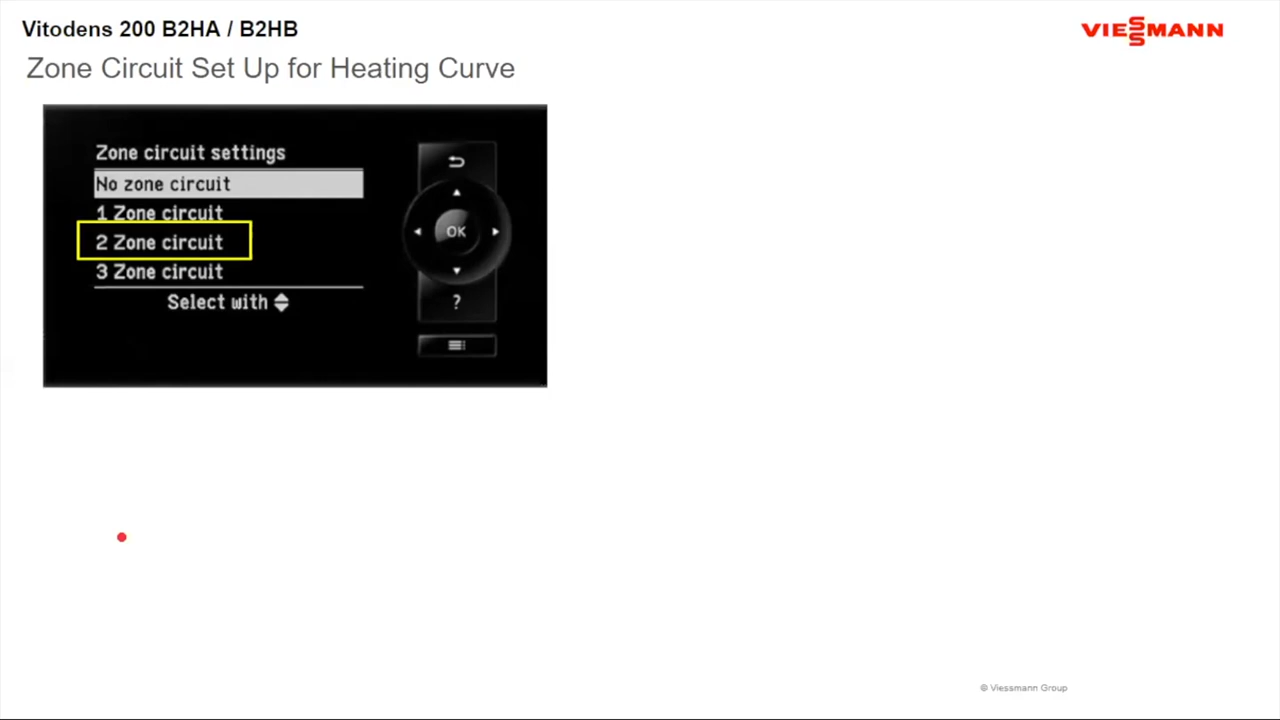 Vitodens 200 B2HA / B2HB
VIESSMANN
Zone Circuit Set Up for Heating Curve
Zone circuit settings
No zone circuit
1 Zone circuit
2 Zone circuit
3 Zone circuit
Select with
OK
?
© Viessmann Group